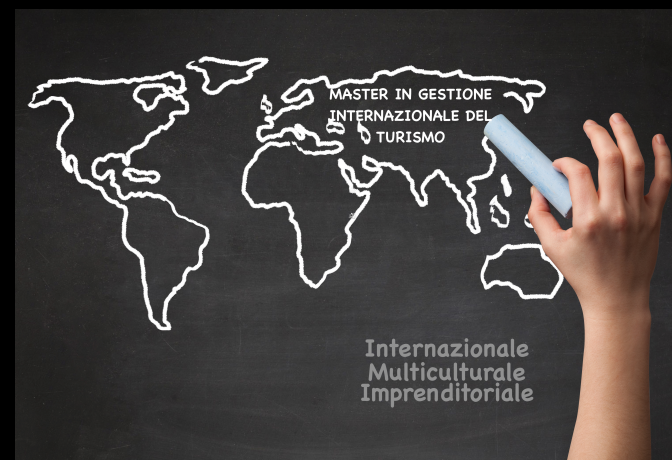 MASTER IN GESTIONE
INTERNAZIONALE DEL
TURISMO
Internazionale
Multiculturale
Imprenditoriale